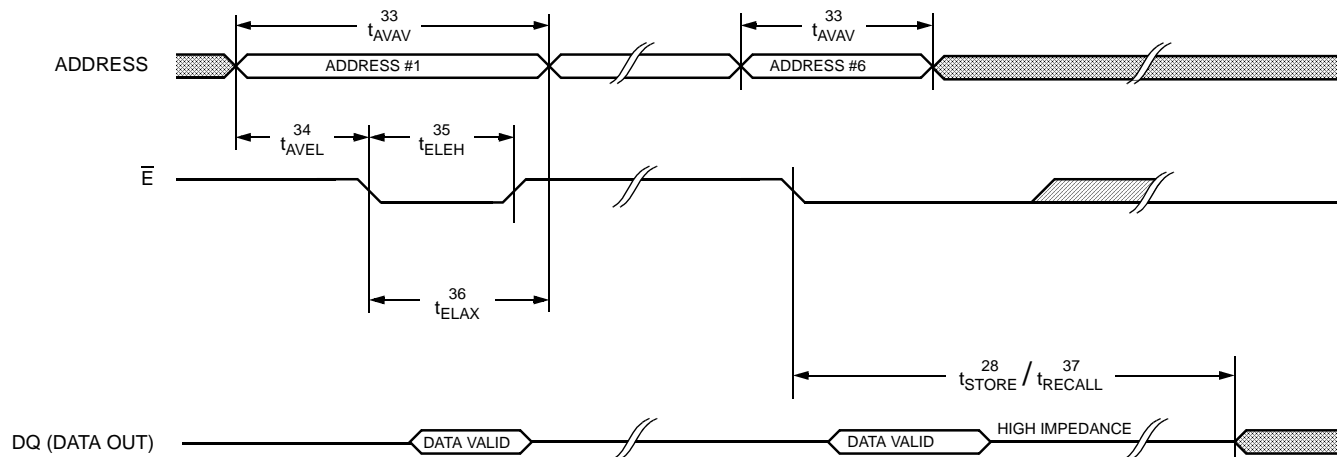 33
tAVAV
33
tAVAV
ADDRESS
ADDRESS #1
ADDRESS #6
34
tAVEL
35
tELEH
E
36
tELAX
28 37
tSTORE / tRECALL
DQ (DATA OUT)
DATA VALID
DATA VALID
HIGH IMPEDANCE